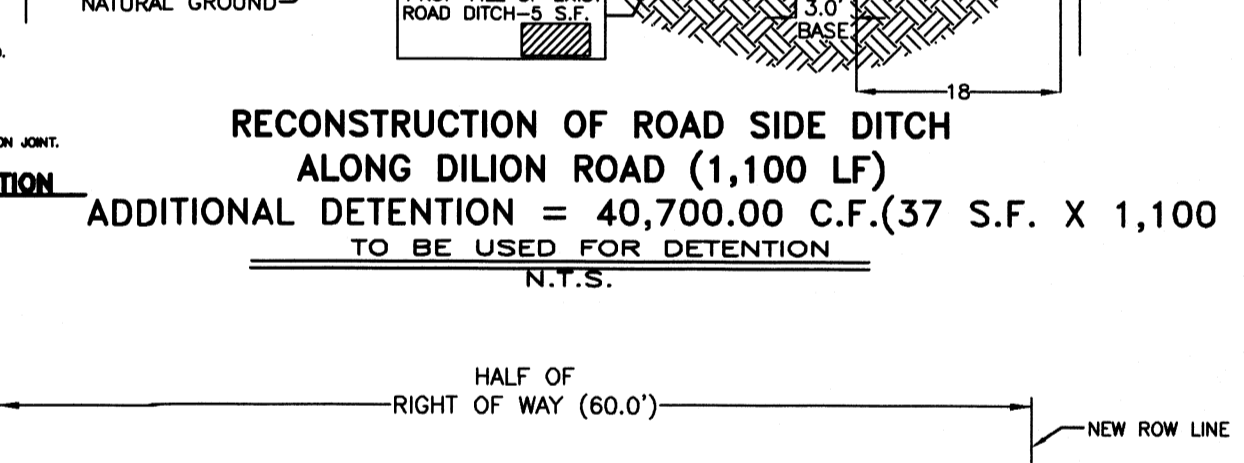 NATURAL GROUND
ROAD DITCH-5 S.F.
3.0'
BASE
18
ON JOINT.
TION
RECONSTRUCTION OF ROAD SIDE DITCH
ALONG DILION ROAD (1,100 LF)
ADDITIONAL DETENTION = 40,700.00 C.F.(37 S.F. X 1,100
TO BE USED FOR DETENTION
N.T.S.
HALF OF
RIGHT OF WAY (60.0')
NEW ROW LINE